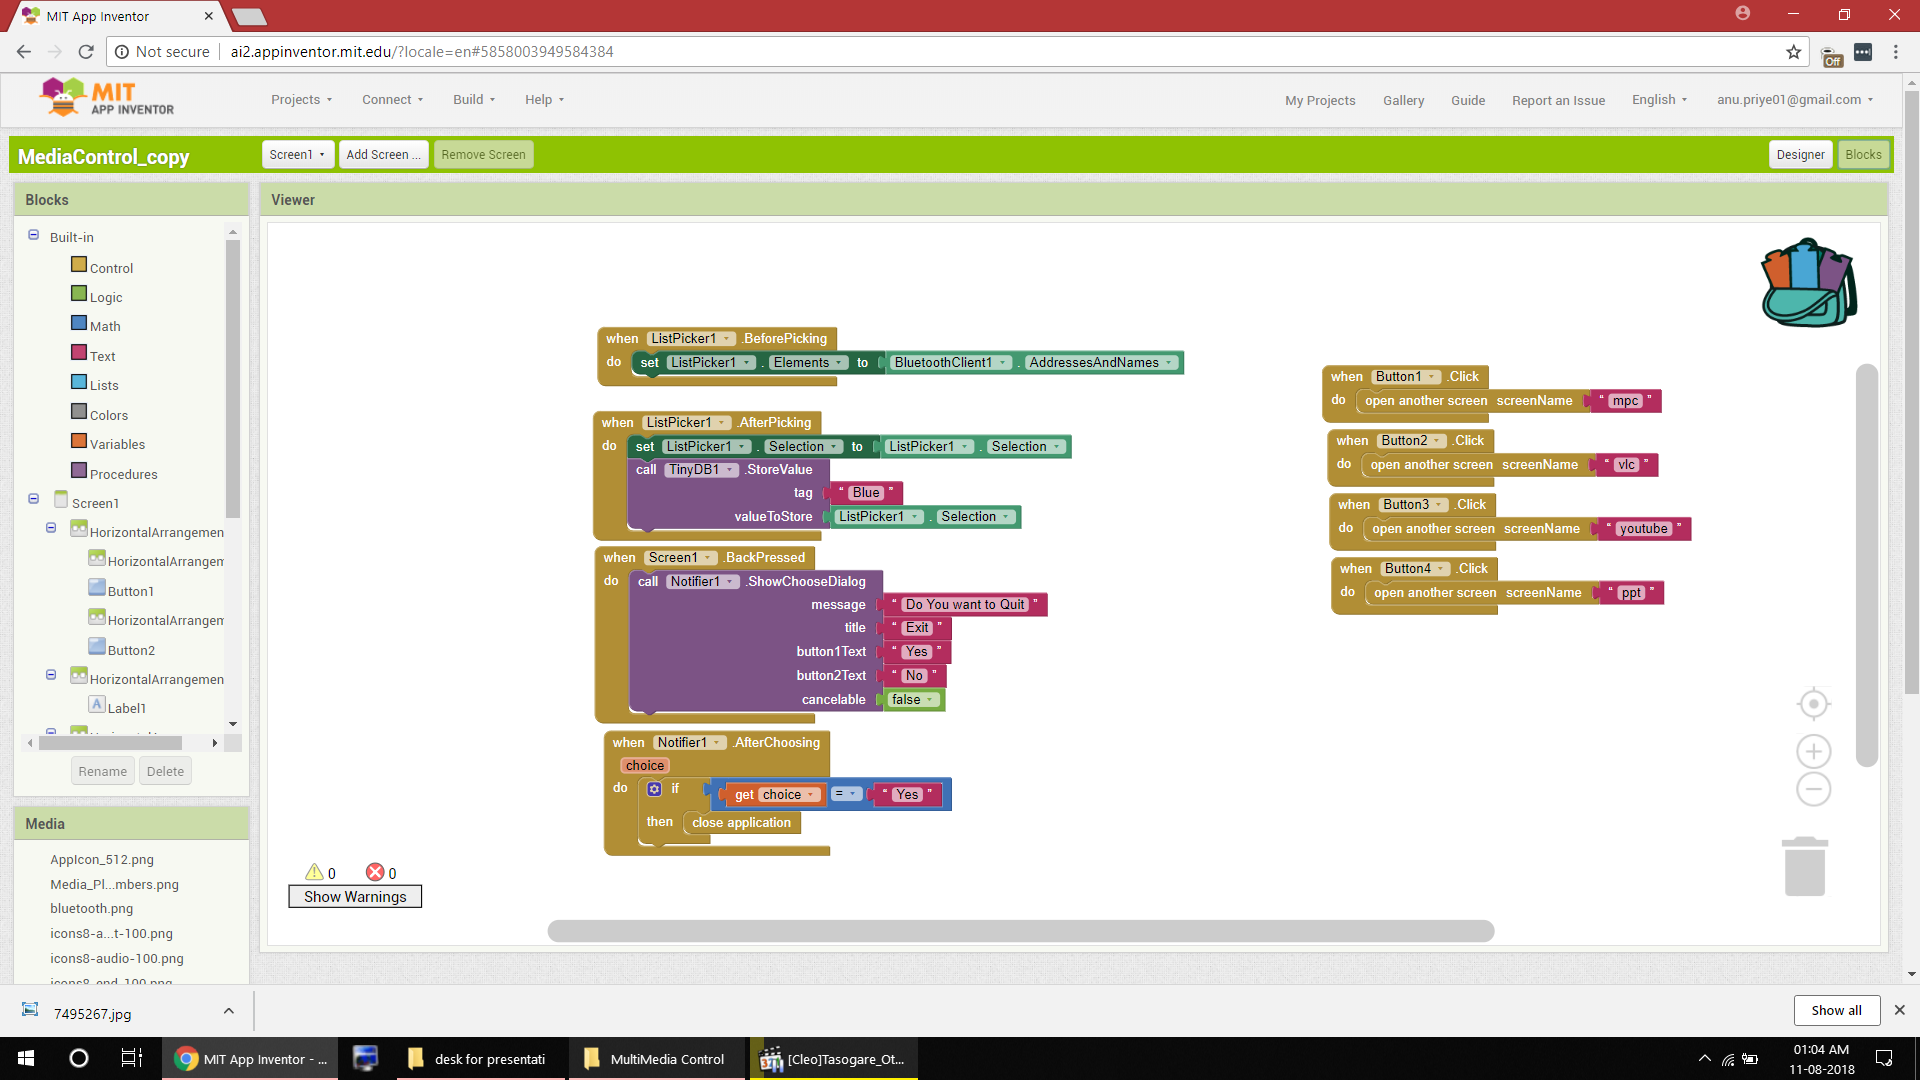 MIT App Inventor
Not secure
ai2.appinventor.mit.edu/?locale=en#5858003949584384
Off
MIT
APP INVENTOR
Projects
Connect
Build
Help
My Projects
Gallery
Guide
Report an Issue
English
anu.priye01@gmail.com
MediaControl_copy
Screen1
Add Screen ...
Remove Screen
Designer
Blocks
Blocks
Built-in
Control
Logic
Math
Text
Lists
Colors
Variables
Procedures
Screen1
HorizontalArrangemen
HorizontalArrangem
Button1
HorizontalArrangem
Button2
HorizontalArrangemen
A Label1
Rename
Delete
Media
AppIcon_512.png
Media_Pl...mbers.png
bluetooth.png
icons8-a...t-100.png
icons8-audio-100.png
icons8-end-100.png
Viewer
when ListPicker1 .BeforePicking
do set ListPicker1 . Elements to BluetoothClient1 . AddressesAndNames
when ListPicker1 .AfterPicking
do set ListPicker1 . Selection to ListPicker1 . Selection
call TinyDB1 .StoreValue
tag “ Blue ”
valueToStore ListPicker1 . Selection
when Screen1 .BackPressed
do call Notifier1 .ShowChooseDialog
message “ Do You want to Quit ”
title “ Exit ”
button1Text “ Yes ”
button2Text “ No ”
cancelable false
when Notifier1 .AfterChoosing
choice
do if get choice = “ Yes ”
then close application
when Button1 .Click
do open another screen screenName “ mpc ”
when Button2 .Click
do open another screen screenName “ vlc ”
when Button3 .Click
do open another screen screenName “ youtube ”
when Button4 .Click
do open another screen screenName “ ppt ”
0 0
Show Warnings
7495267.jpg
Show all
MIT App Inventor - ...
desk for presentati
MultiMedia Control
321
[Cleo]Tasogare_Ot...
01:04 AM
11-08-2018